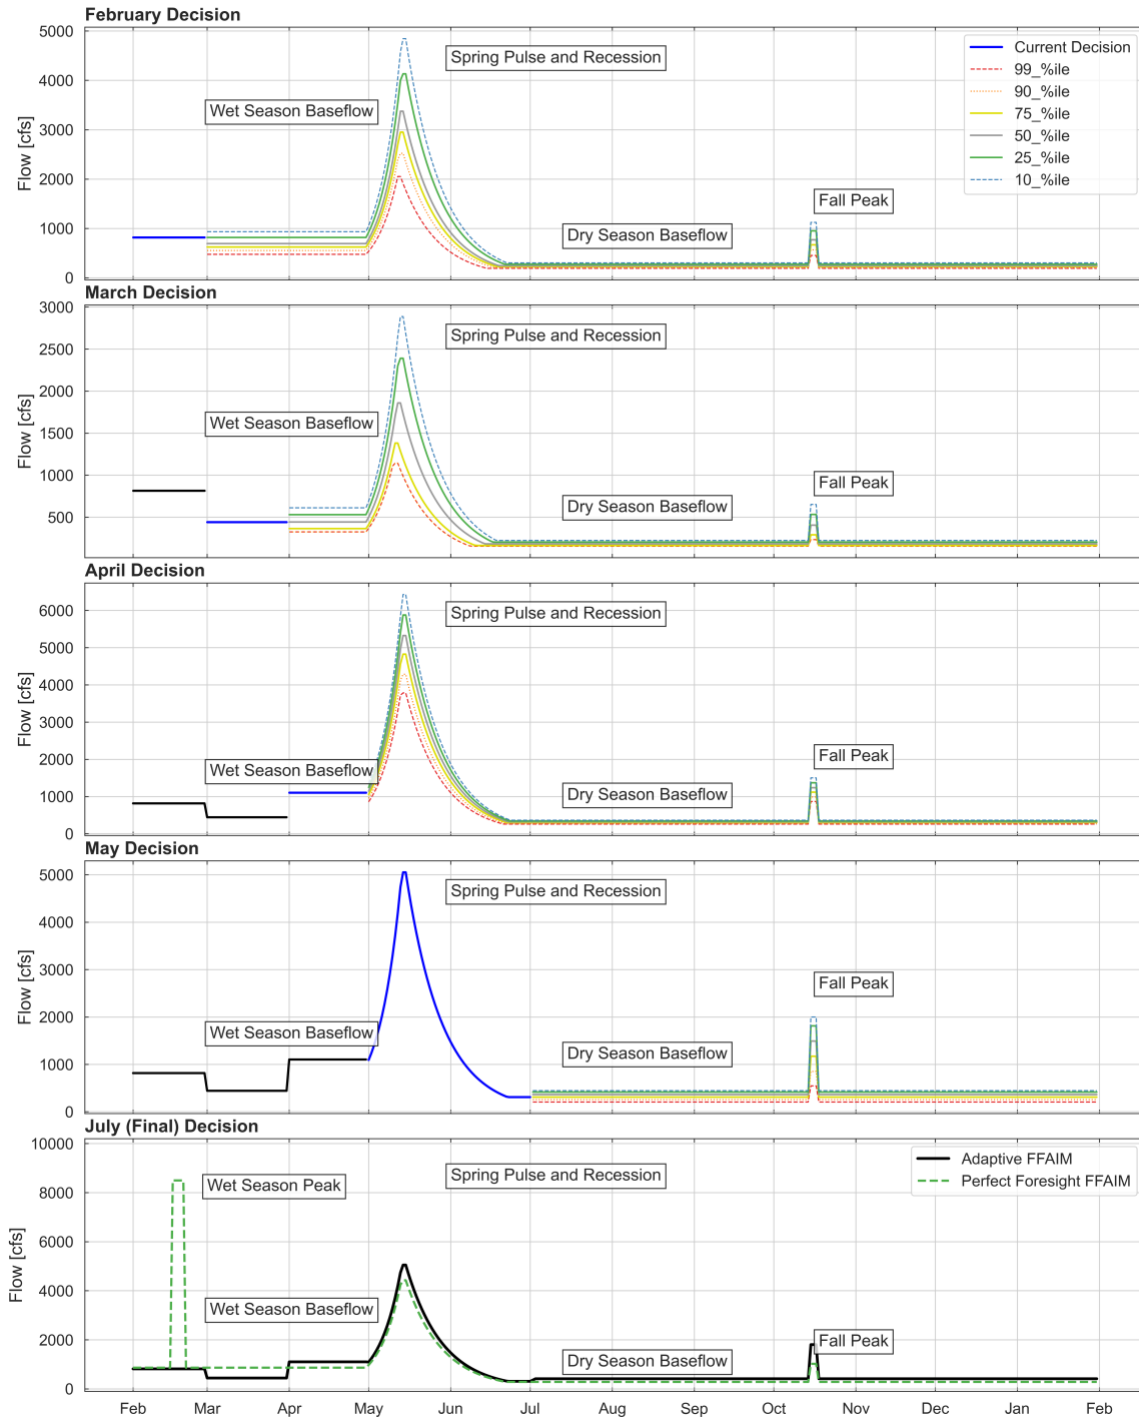 February Decision
5000
4000
3000
2000
1000
0
Flow [cfs]
Spring Pulse and Recession
Wet Season Baseflow
Dry Season Baseflow
Fall Peak
Current Decision
99_%ile
90_%ile
75_%ile
50_%ile
25_%ile
10_%ile
March Decision
3000
2500
2000
1500
1000
500
Flow [cfs]
Spring Pulse and Recession
Wet Season Baseflow
Dry Season Baseflow
Fall Peak
April Decision
6000
5000
4000
3000
2000
1000
0
Flow [cfs]
Spring Pulse and Recession
Wet Season Baseflow
Dry Season Baseflow
Fall Peak
May Decision
5000
4000
3000
2000
1000
0
Flow [cfs]
Spring Pulse and Recession
Wet Season Baseflow
Dry Season Baseflow
Fall Peak
July (Final) Decision
10000
8000
6000
4000
2000
0
Flow [cfs]
Wet Season Peak
Spring Pulse and Recession
Wet Season Baseflow
Dry Season Baseflow
Fall Peak
Adaptive FFAIM
Perfect Foresight FFAIM
Feb Mar Apr May Jun Jul Aug Sep Oct Nov Dec Jan Feb